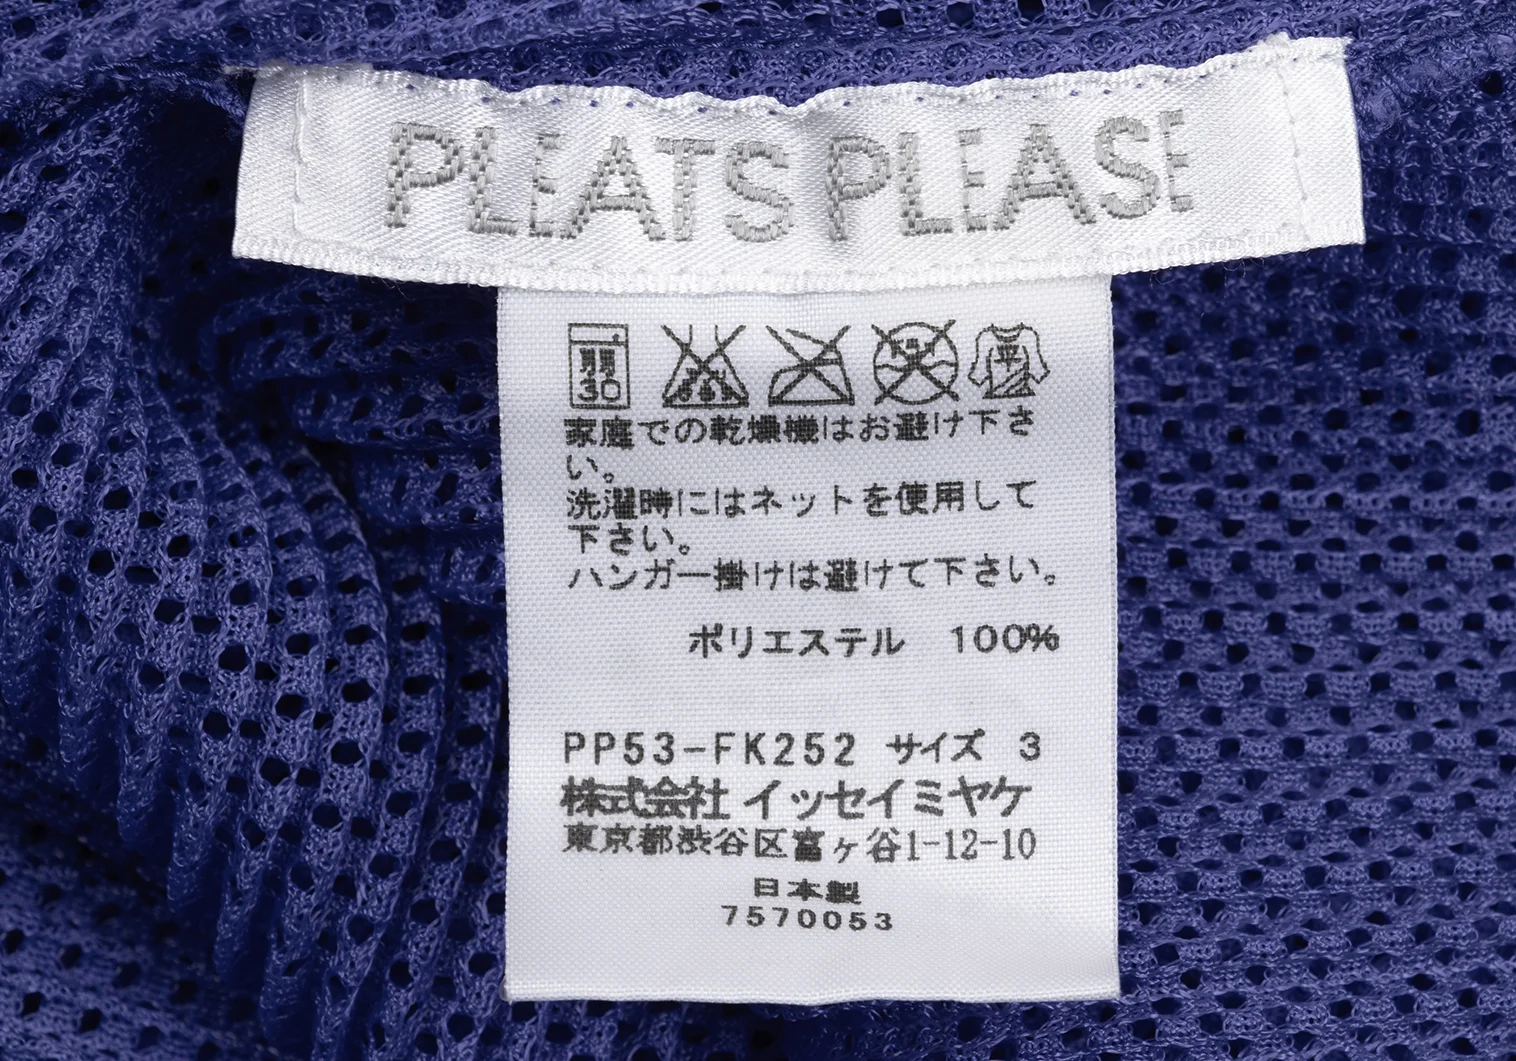 PLEATS PLEASE
弱
30
平
家庭での乾燥機はお避け下さ
い。
洗濯時にはネットを使用して
下さい。
ハンガー掛けは避けて下さい。
ポリエステル 100%
PP53-FK252 サイズ 3
株式会社 イッセイミヤケ
東京都渋谷区富ヶ谷1-12-10
日本製
7570053